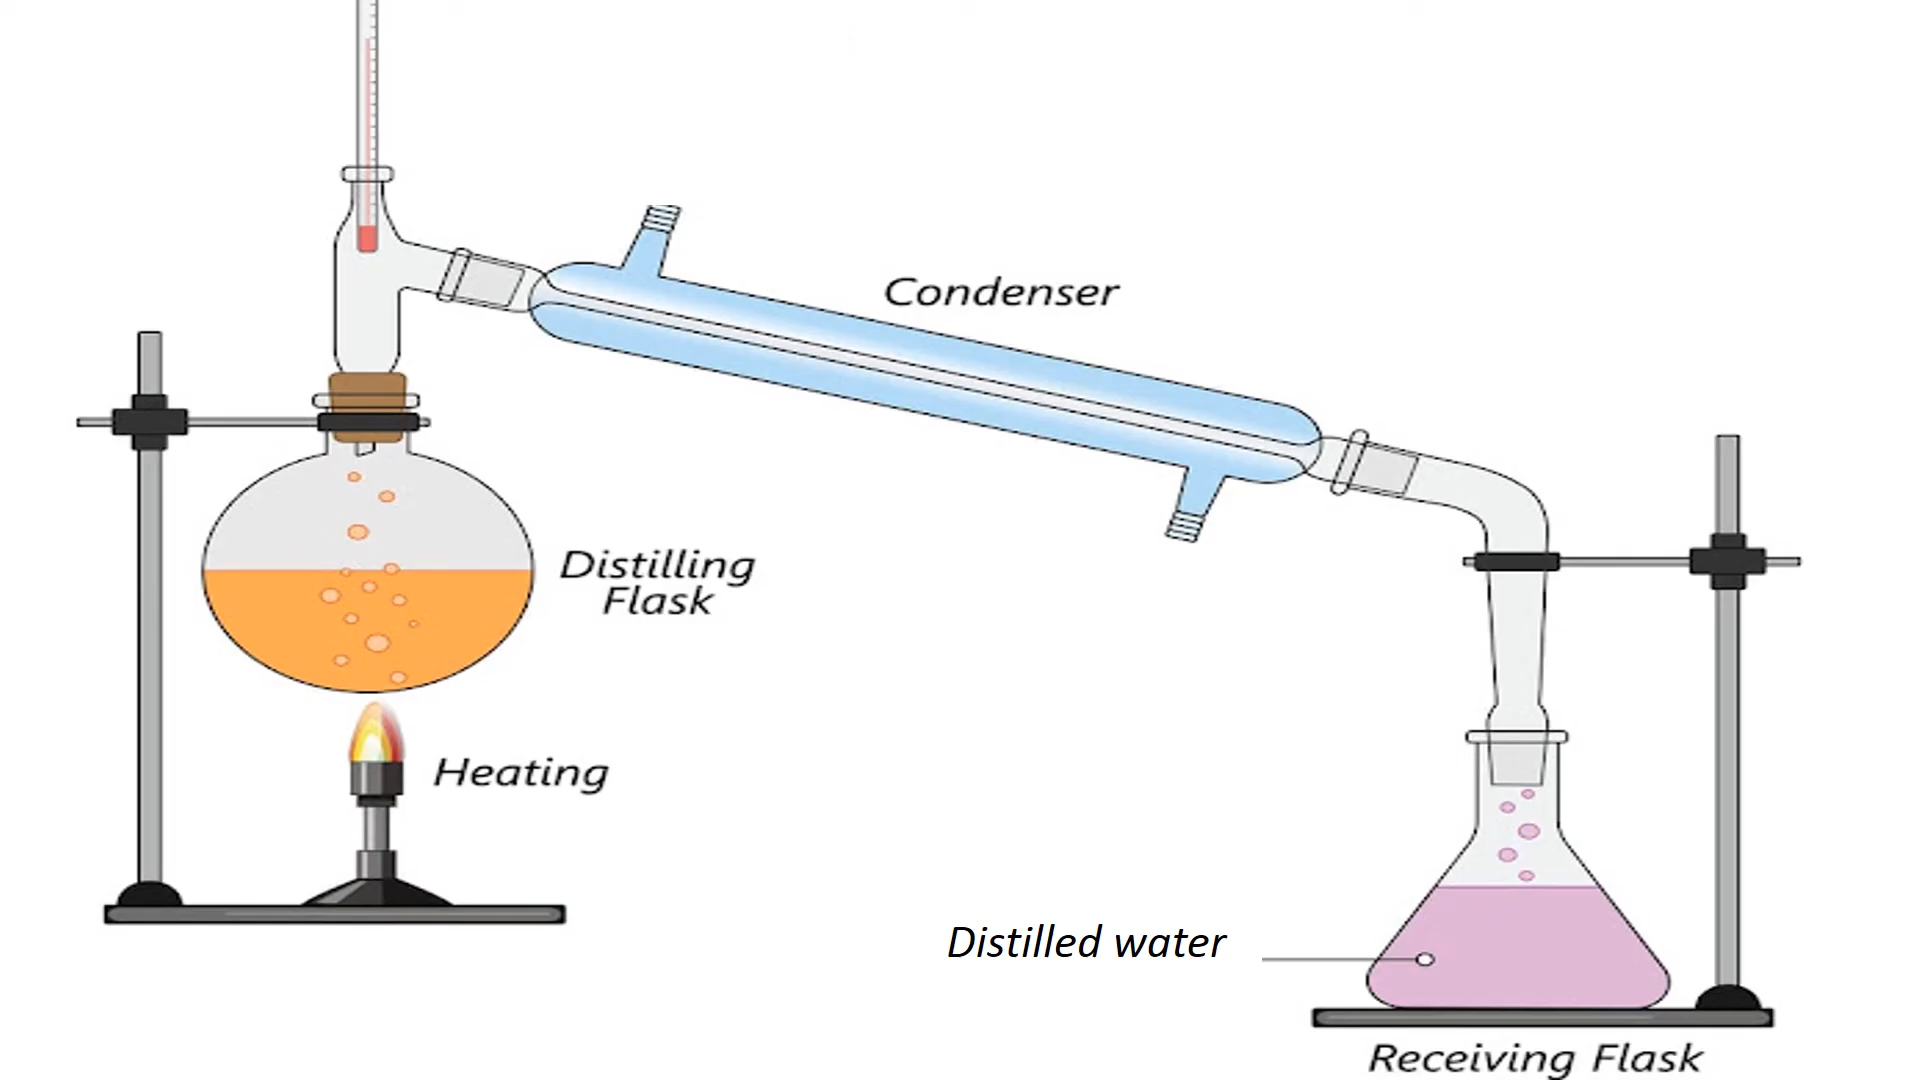 Condenser
Distilling
Flask
Heating
Distilled water
Receiving Flask